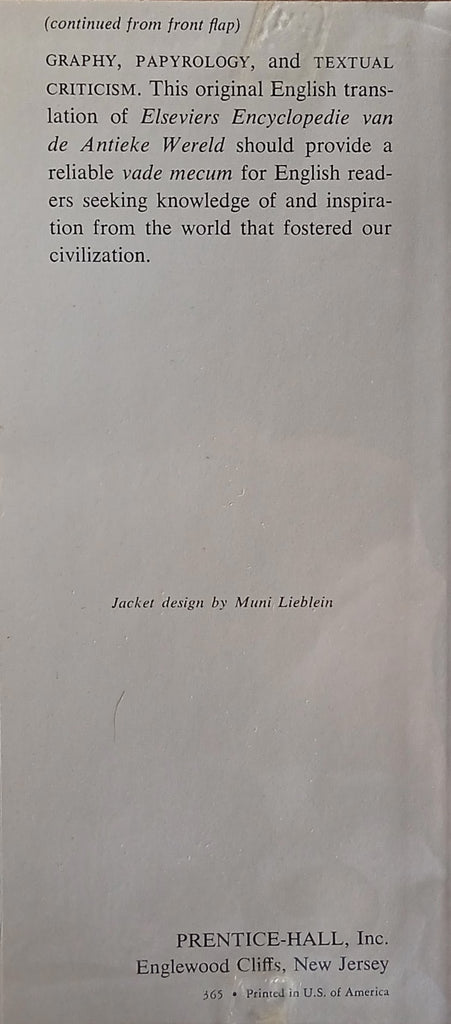 (continued from front flap)
GRAPHY, PAPYROLOGY, and TEXTUAL
CRITICISM. This original English trans-
lation of Elseviers Encyclopedie van
de Antieke Wereld should provide a
reliable vade mecum for English read-
ers seeking knowledge of and inspira-
tion from the world that fostered our
civilization.
Jacket design by Muni Lieblein
PRENTICE-HALL, Inc.
Englewood Cliffs, New Jersey
365 • Printed in U.S. of America